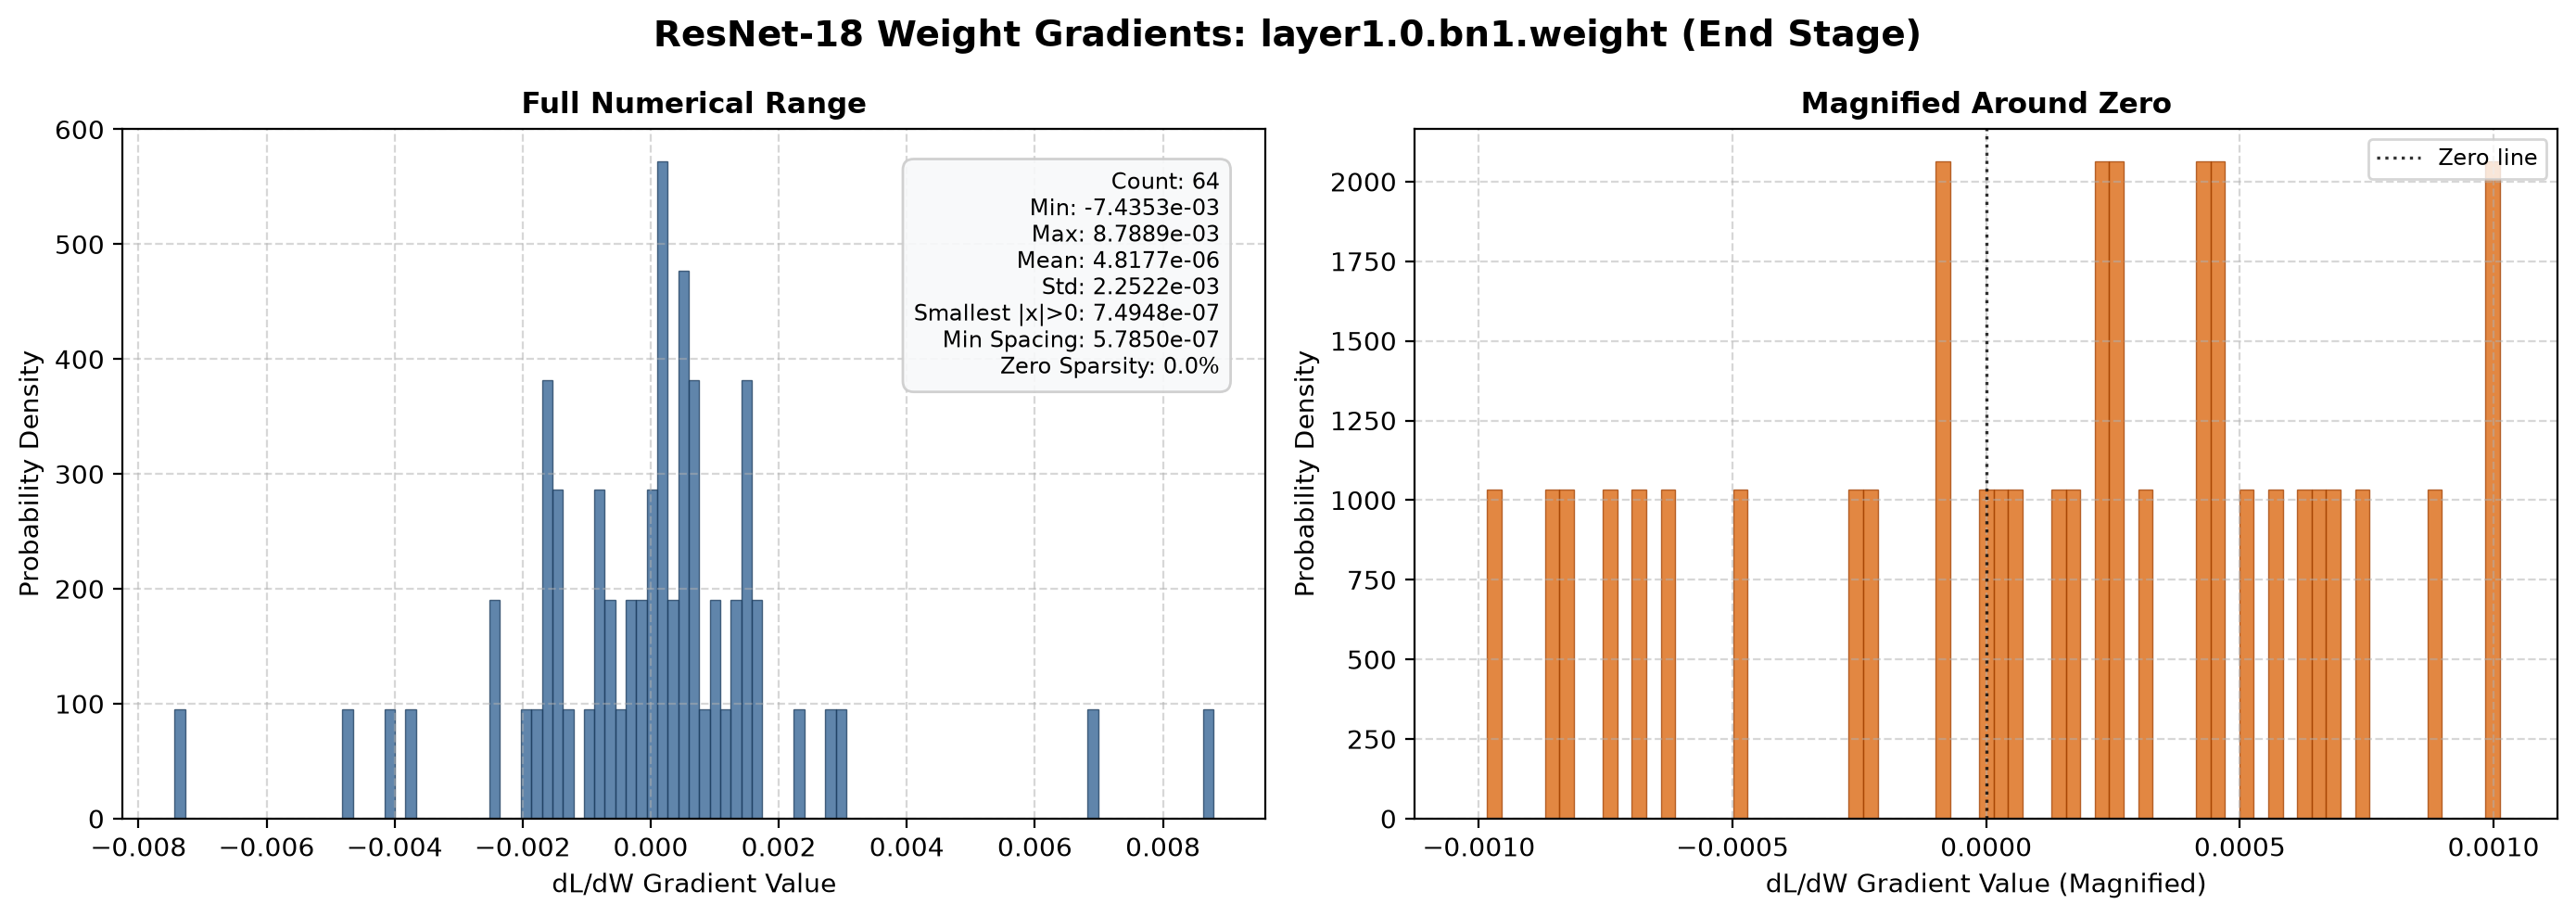 ResNet-18 Weight Gradients: layer1.0.bn1.weight (End Stage)
Full Numerical Range
Probability Density
600
500
400
300
200
100
0
−0.008 −0.006 −0.004 −0.002 0.000 0.002 0.004 0.006 0.008
dL/dW Gradient Value
Count: 64
Min: -7.4353e-03
Max: 8.7889e-03
Mean: 4.8177e-06
Std: 2.2522e-03
Smallest |x|>0: 7.4948e-07
Min Spacing: 5.7850e-07
Zero Sparsity: 0.0%
Magnified Around Zero
Probability Density
2000
1750
1500
1250
1000
750
500
250
0
−0.0010 −0.0005 0.0000 0.0005 0.0010
dL/dW Gradient Value (Magnified)
Zero line